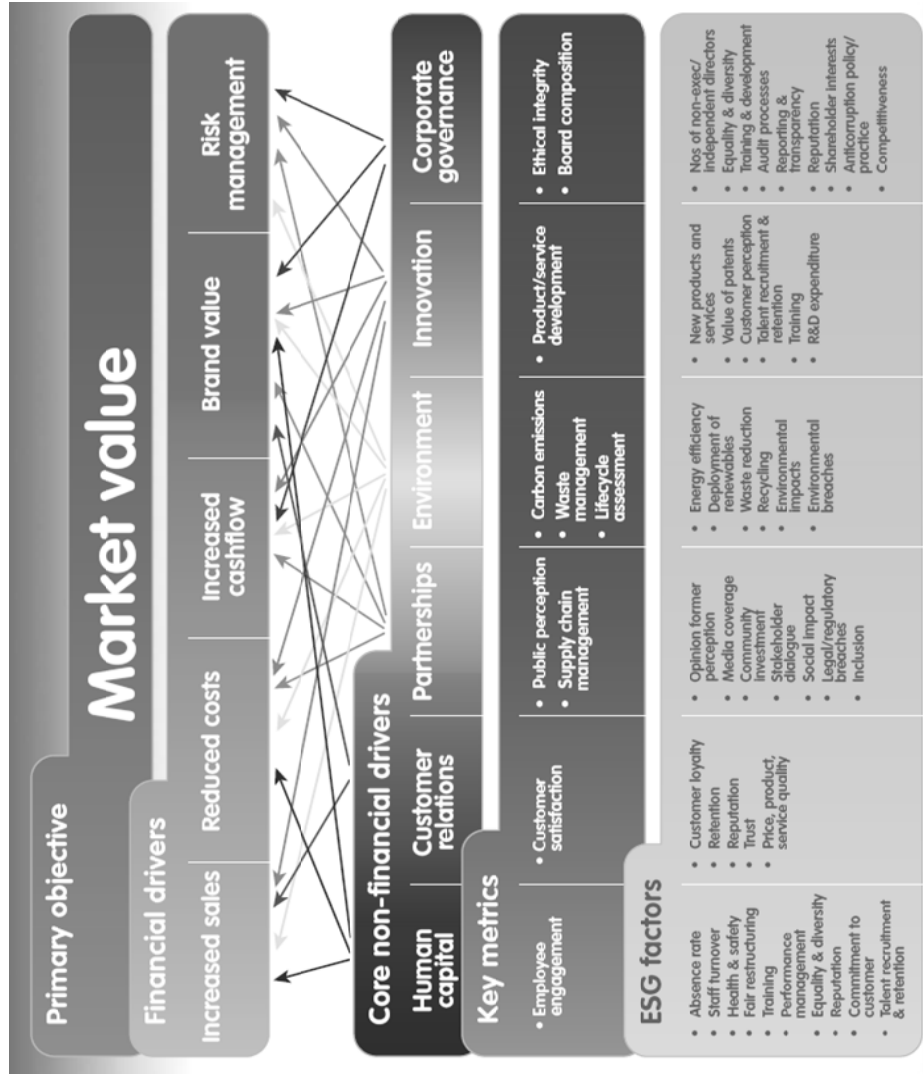 Primary objective
Market value
Financial drivers
Increased sales
Reduced costs
Increased
cashflow
Brand value
Risk
management
Core non-financial drivers
Human
capital
Customer
relations
Partnerships
Environment
Innovation
Corporate
governance
Key metrics
• Employee
engagement
• Customer
satisfaction
• Public perception
• Supply chain
management
• Carbon emissions
• Waste
management
• Lifecycle
assessment
• Product/service
development
• Ethical integrity
• Board composition
ESG factors
• Absence rate
• Staff turnover
• Health & safety
• Fair restructuring
• Training
• Performance
management
• Equality & diversity
• Reputation
• Commitment to
customer
• Talent recruitment
& retention
• Customer loyalty
• Retention
• Reputation
• Trust
• Price, product,
service quality
• Opinion former
perception
• Media coverage
• Community
investment
• Stakeholder
dialogue
• Social impact
• Legal/regulatory
breaches
• Inclusion
• Energy efficiency
• Deployment of
renewables
• Waste reduction
• Recycling
• Environmental
impacts
• Environmental
breaches
• New products and
services
• Value of patents
• Customer perception
• Talent recruitment &
retention
• Training
• R&D expenditure
• Nos of non-exec/
independent directors
• Equality & diversity
• Training & development
• Audit processes
• Reporting &
transparency
• Reputation
• Shareholder interests
• Anticorruption policy/
practice
• Competitiveness